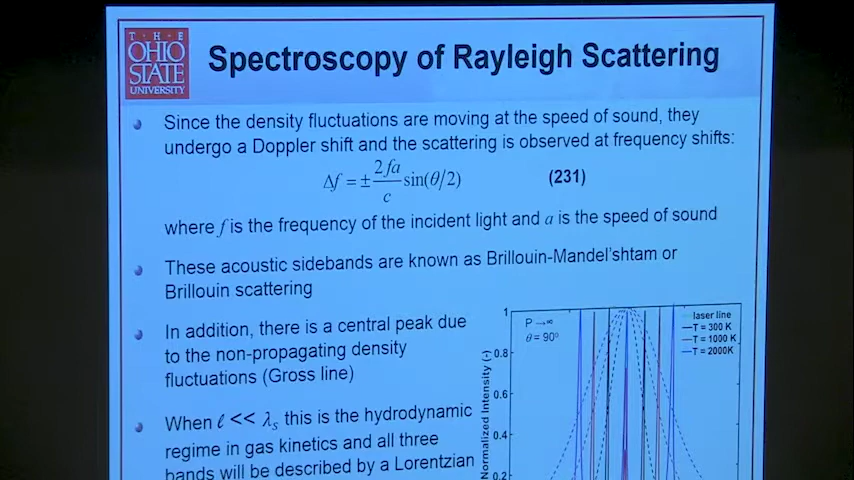 THE
OHIO
STATE
UNIVERSITY
Spectroscopy of Rayleigh Scattering
Since the density fluctuations are moving at the speed of sound, they
undergo a Doppler shift and the scattering is observed at frequency shifts:
Δf = ± 2fa/c sin(θ/2) (231)
where f is the frequency of the incident light and a is the speed of sound
These acoustic sidebands are known as Brillouin-Mandel'shtam or
Brillouin scattering
In addition, there is a central peak due
to the non-propagating density
fluctuations (Gross line)
When ℓ << λs this is the hydrodynamic
regime in gas kinetics and all three
bands will be described by a Lorentzian
Normalized Intensity (-)
1
0.8
0.6
0.4
0.2
P →∞
θ = 90°
laser line
T = 300 K
T = 1000 K
T = 2000K